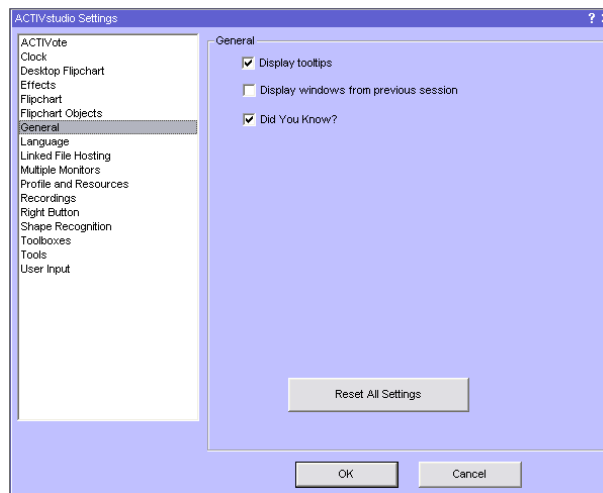 ACTIVstudio Settings
?
ACTIVote
Clock
Desktop Flipchart
Effects
Flipchart
Flipchart Objects
General
Language
Linked File Hosting
Multiple Monitors
Profile and Resources
Recordings
Right Button
Shape Recognition
Toolboxes
Tools
User Input
General
Display tooltips
Display windows from previous session
Did You Know?
Reset All Settings
OK
Cancel